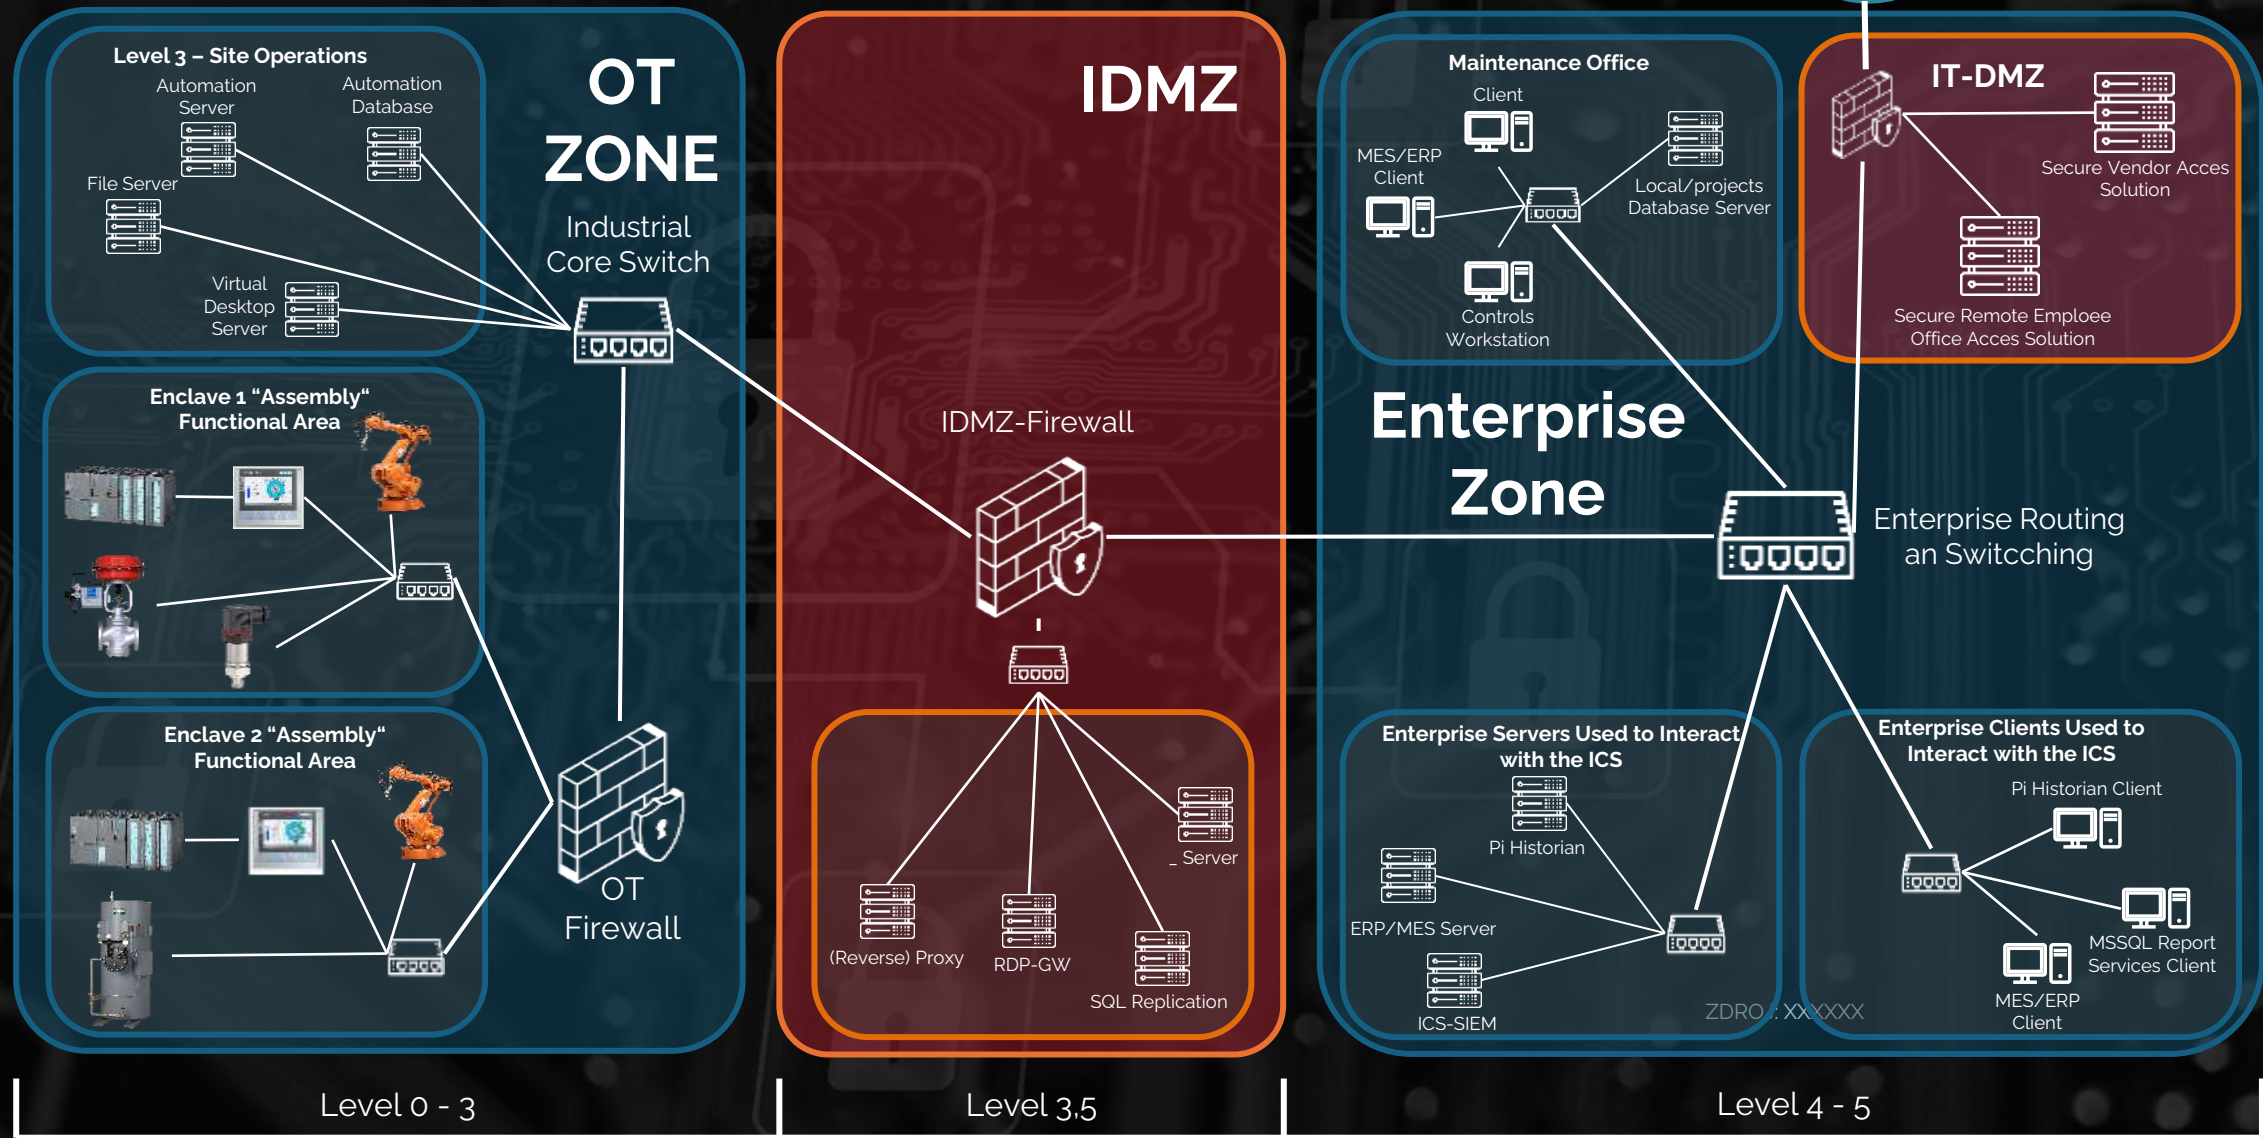 Level 3 – Site Operations
Automation
Server
Automation
Database
File Server
Virtual
Desktop
Server
OT
ZONE
Industrial
Core Switch
Enclave 1 “Assembly“
Functional Area
Enclave 2 “Assembly“
Functional Area
OT
Firewall
IDMZ
IDMZ-Firewall
_ Server
(Reverse) Proxy
RDP-GW
SQL Replication
Maintenance Office
Client
MES/ERP
Client
Local/projects
Database Server
Controls
Workstation
IT-DMZ
Secure Vendor Acces
Solution
Secure Remote Emploee
Office Acces Solution
Enterprise
Zone
Enterprise Routing
an Switcching
Enterprise Servers Used to Interact
with the ICS
Pi Historian
ERP/MES Server
ICS-SIEM
Enterprise Clients Used to
Interact with the ICS
Pi Historian Client
MSSQL Report
Services Client
MES/ERP
Client
ZDROJ: XXXXXX
Level 0 - 3
Level 3,5
Level 4 - 5